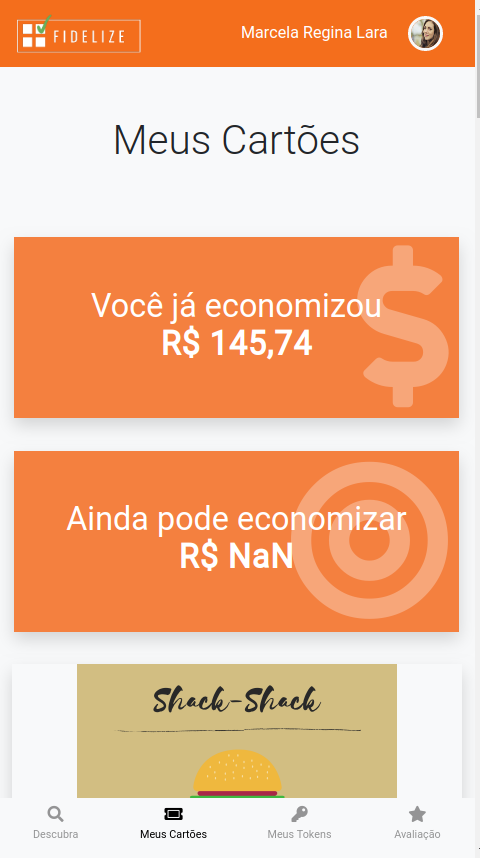 FIDELIZE
Marcela Regina Lara
Meus Cartões
Você já economizou
R$ 145,74
Ainda pode economizar
R$ NaN
Shack-Shack
Descubra
Meus Cartões
Meus Tokens
Avaliação